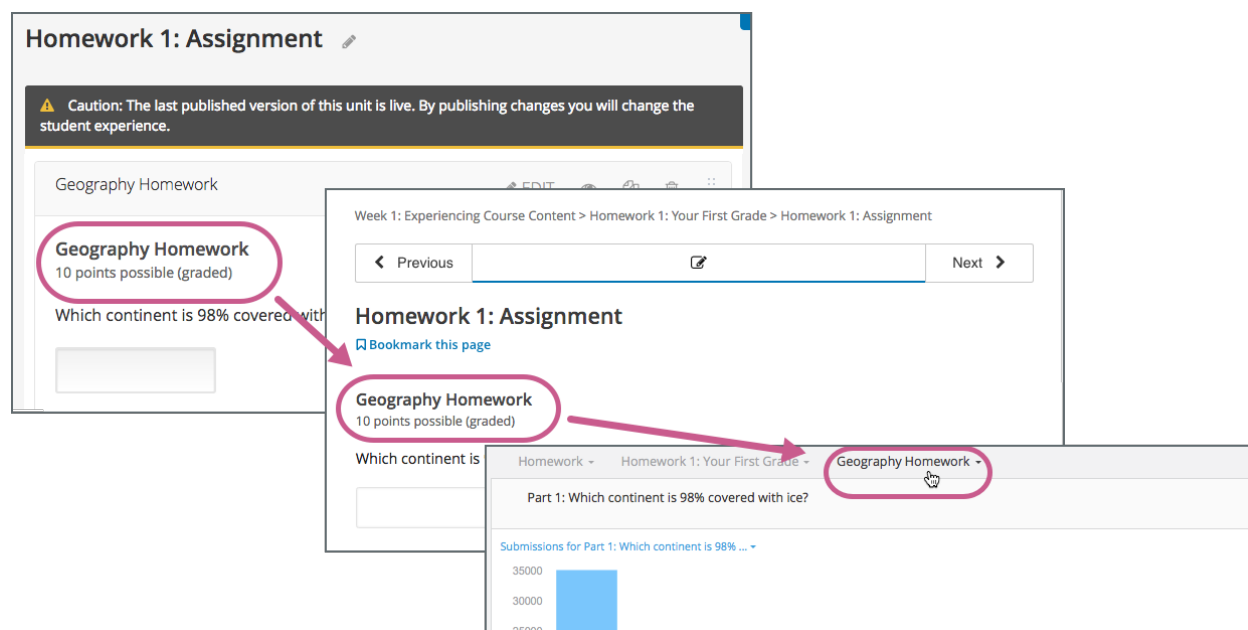 Homework 1: Assignment
Caution: The last published version of this unit is live. By publishing changes you will change the
student experience.
Geography Homework
EDIT
Geography Homework
10 points possible (graded)
Which continent is 98% covered with
Week 1: Experiencing Course Content > Homework 1: Your First Grade > Homework 1: Assignment
Previous
Next
Homework 1: Assignment
Bookmark this page
Geography Homework
10 points possible (graded)
Which continent is
Homework
Homework 1: Your First Grade
Geography Homework
Part 1: Which continent is 98% covered with ice?
Submissions for Part 1: Which continent is 98% ...
35000
30000
25000